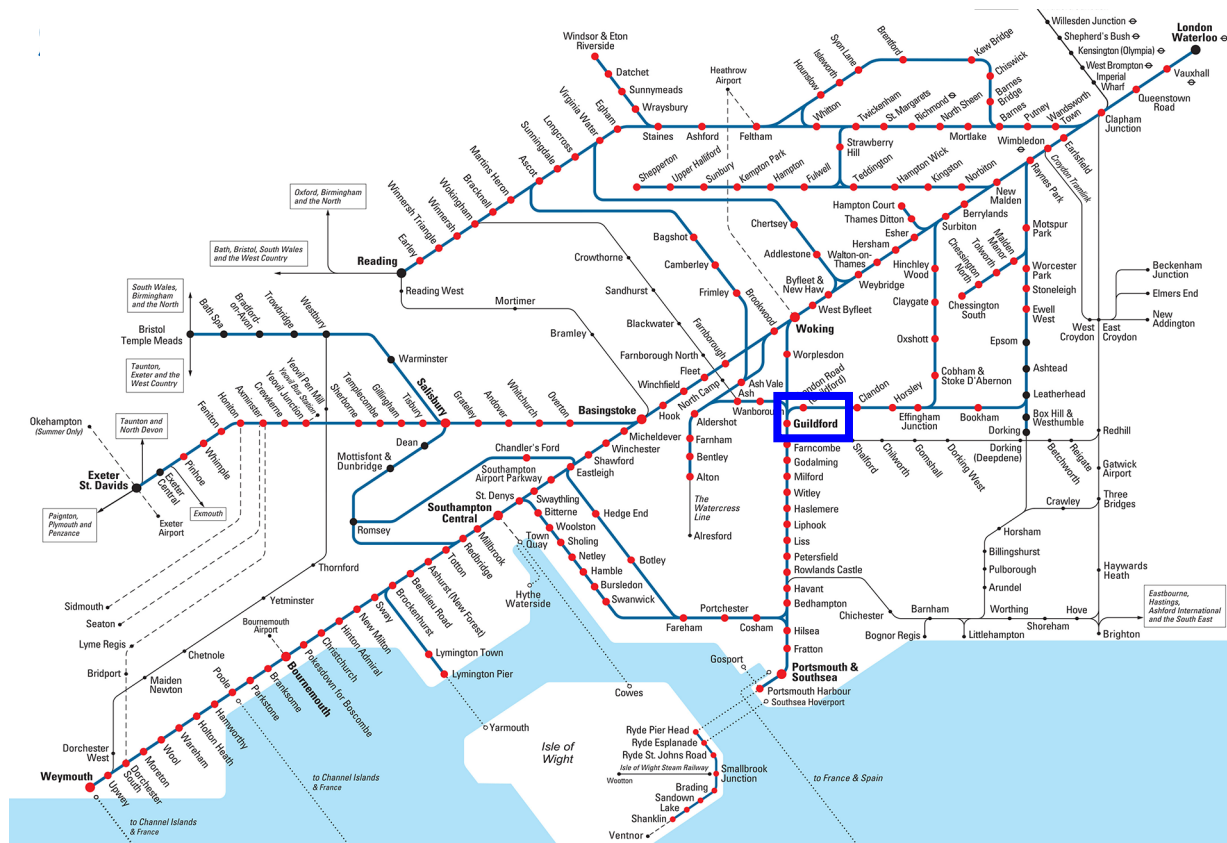 Willesden Junction
Shepherd's Bush
Kensington (Olympia)
West Brompton
Imperial
Wharf
London
Waterloo
Vauxhall
Queenstown
Road
Clapham
Junction
Windsor & Eton
Riverside
Datchet
Sunnymeads
Wraysbury
Heathrow
Airport
Hounslow
Isleworth
Syon Lane
Brentford
Kew Bridge
Chiswick
Barnes
Bridge
Staines
Ashford
Feltham
Whitton
Twickenham
St. Margarets
Richmond
North Sheen
Mortlake
Barnes
Putney
Wandsworth
Town
Strawberry
Hill
Shepperton
Upper Halliford
Sunbury
Kempton Park
Hampton
Fulwell
Teddington
Hampton Wick
Kingston
Norbiton
New
Malden
Wimbledon
Earlsfield
Raynes Park
Croydon Tramlink
Egham
Virginia Water
Longcross
Sunningdale
Ascot
Martins Heron
Bracknell
Wokingham
Winnersh
Winnersh Triangle
Earley
Reading
Reading West
Oxford, Birmingham
and the North
Bath, Bristol, South Wales
and the West Country
South Wales,
Birmingham
and the North
Taunton,
Exeter and
the West Country
Mortimer
Bramley
Chertsey
Addlestone
Bagshot
Camberley
Frimley
Crowthorne
Sandhurst
Blackwater
Farnborough North
North Camp
Hampton Court
Thames Ditton
Berrylands
Surbiton
Esher
Hersham
Walton-on-
Thames
Weybridge
Byfleet &
New Haw
West Byfleet
Woking
Brookwood
Farnborough
Fleet
Winchfield
Hook
Basingstoke
Hinchley
Wood
Claygate
Oxshott
Cobham &
Stoke D'Abernon
Malden
Manor
Tolworth
Chessington
North
Chessington
South
Motspur
Park
Worcester
Park
Stoneleigh
Ewell
West
Epsom
Ashtead
Leatherhead
Box Hill &
Westhumble
Dorking
Dorking
(Deepdene)
West
Croydon
East
Croydon
Beckenham
Junction
Elmers End
New
Addington
Bristol
Temple Meads
Bath Spa
Bradford-
on-Avon
Trowbridge
Westbury
Warminster
Salisbury
Okehampton
(Summer Only)
Taunton and
North Devon
Exeter
St. Davids
Exeter
Central
Pinhoe
Whimple
Feniton
Honiton
Axminster
Crewkerne
Yeovil Junction
Yeovil Bus Station
Yeovil Pen Mill
Sherborne
Templecombe
Gillingham
Tisbury
Grateley
Andover
Whitchurch
Overton
Paignton,
Plymouth and
Penzance
Exmouth
Exeter
Airport
Dean
Mottisfont &
Dunbridge
Romsey
Chandler's Ford
Southampton
Airport Parkway
Micheldever
Winchester
Shawford
Eastleigh
Worplesdon
London Road
(Guildford)
Guildford
Clandon
Horsley
Effingham
Junction
Bookham
Ash Vale
Ash
Wanborough
Aldershot
Farnham
Bentley
Alton
The
Watercress
Line
Alresford
Shalford
Chilworth
Gomshall
Dorking West
Betchworth
Reigate
Redhill
Gatwick
Airport
Three
Bridges
Crawley
Horsham
Billingshurst
Pulborough
Arundel
Haywards
Heath
Farncombe
Godalming
Milford
Witley
Haslemere
Liphook
Liss
Petersfield
Rowlands Castle
Havant
Bedhampton
Hilsea
Fratton
Portsmouth &
Southsea
Portsmouth Harbour
Southsea Hoverport
Gosport
Chichester
Barnham
Bognor Regis
Littlehampton
Worthing
Shoreham
Hove
Brighton
Eastbourne,
Hastings,
Ashford International
and the South East
St. Denys
Swaythling
Bitterne
Woolston
Sholing
Netley
Hamble
Bursledon
Swanwick
Fareham
Portchester
Cosham
Hedge End
Botley
Southampton
Central
Town
Quay
Hythe
Waterside
Millbrook
Redbridge
Totton
Ashurst (New Forest)
Beaulieu Road
Brockenhurst
Sway
New Milton
Hinton Admiral
Christchurch
Pokesdown for Boscombe
Bournemouth
Bournemouth
Airport
Branksome
Parkstone
Poole
Hamworthy
Holton Heath
Wareham
Wool
Moreton
Dorchester
South
Upwey
Weymouth
Dorchester
West
Lymington Town
Lymington Pier
Yarmouth
Thornford
Yetminster
Chetnole
Maiden
Newton
Sidmouth
Seaton
Lyme Regis
Bridport
Cowes
Isle of
Wight
Ryde Pier Head
Ryde Esplanade
Ryde St. Johns Road
Isle of Wight Steam Railway
Wootton
Smallbrook
Junction
Brading
Sandown
Lake
Shanklin
Ventnor
to Channel Islands
& France
to Channel Islands
& France
to France & Spain